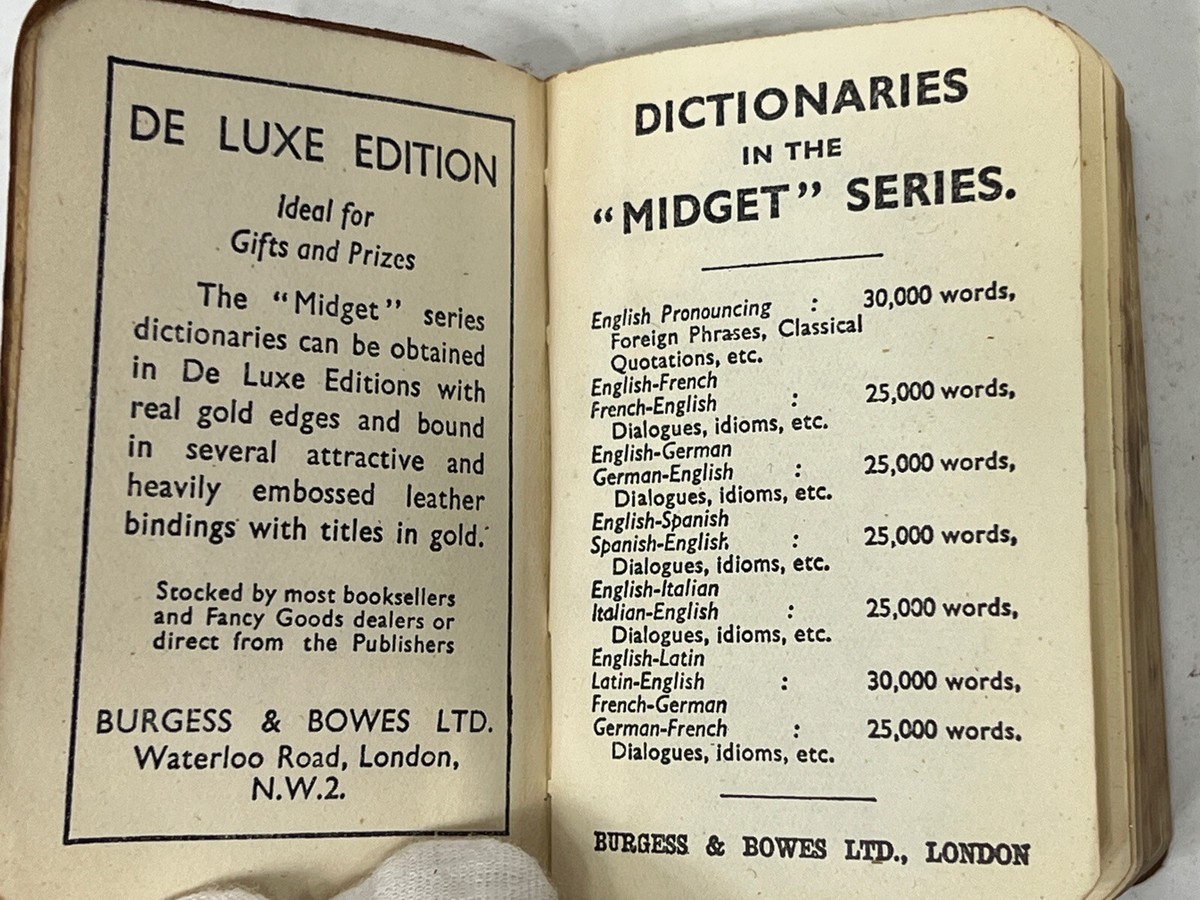 DE LUXE EDITION
Ideal for
Gifts and Prizes
The "Midget" series
dictionaries can be obtained
in De Luxe Editions with
real gold edges and bound
in several attractive and
heavily embossed leather
bindings with titles in gold.
Stocked by most booksellers
and Fancy Goods dealers or
direct from the Publishers
BURGESS & BOWES LTD.
Waterloo Road, London,
N.W.2.
DICTIONARIES
IN THE
"MIDGET" SERIES.
English Pronouncing : 30,000 words,
Foreign Phrases, Classical
Quotations, etc.
English-French
French-English : 25,000 words,
Dialogues, idioms, etc.
English-German
German-English : 25,000 words,
Dialogues, idioms, etc.
English-Spanish
Spanish-English : 25,000 words,
Dialogues, idioms, etc.
English-Italian
Italian-English : 25,000 words,
Dialogues, idioms, etc.
English-Latin
Latin-English : 30,000 words,
French-German
German-French : 25,000 words.
Dialogues, idioms, etc.
BURGESS & BOWES LTD., LONDON